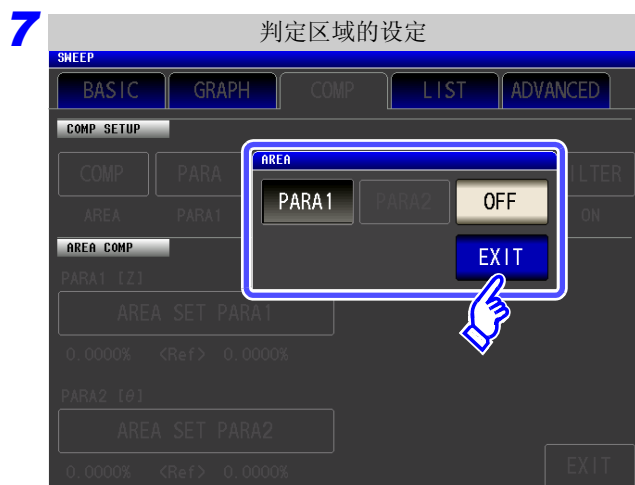 7
判定区域的设定
SWEEP
BASIC GRAPH COMP LIST ADVANCED
COMP SETUP
COMP PARA ILTER
AREA PARA1 ON
AREA
PARA1 PARA2 OFF
EXIT
AREA COMP
PARA1 [Z]
AREA SET PARA1
0.0000% <Ref> 0.0000%
PARA2 [θ]
AREA SET PARA2
0.0000% <Ref> 0.0000%
EXIT